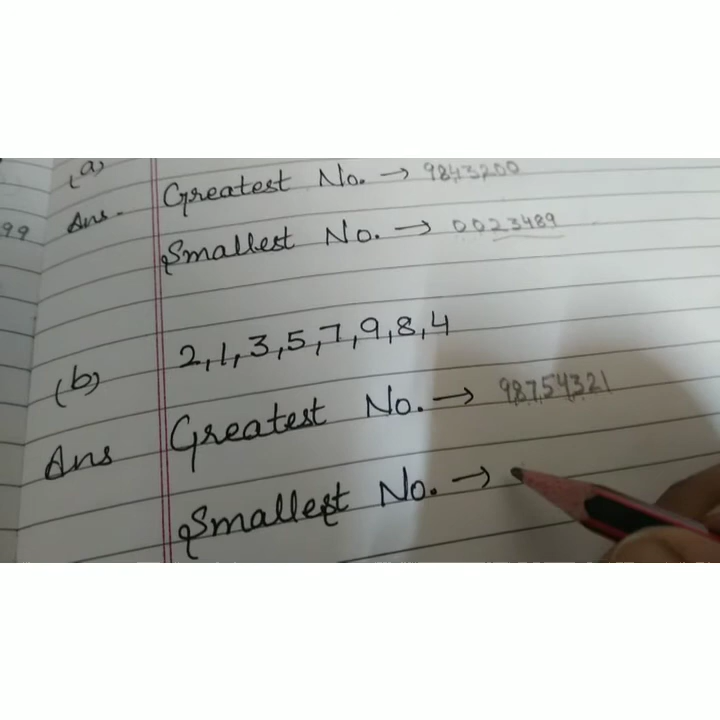 (a)
Greatest No. → 9843200
99 Ans. Smallest No. → 0023489
(b) 2,1,3,5,7,9,8,4
Ans Greatest No. → 98754321
Smallest No. →